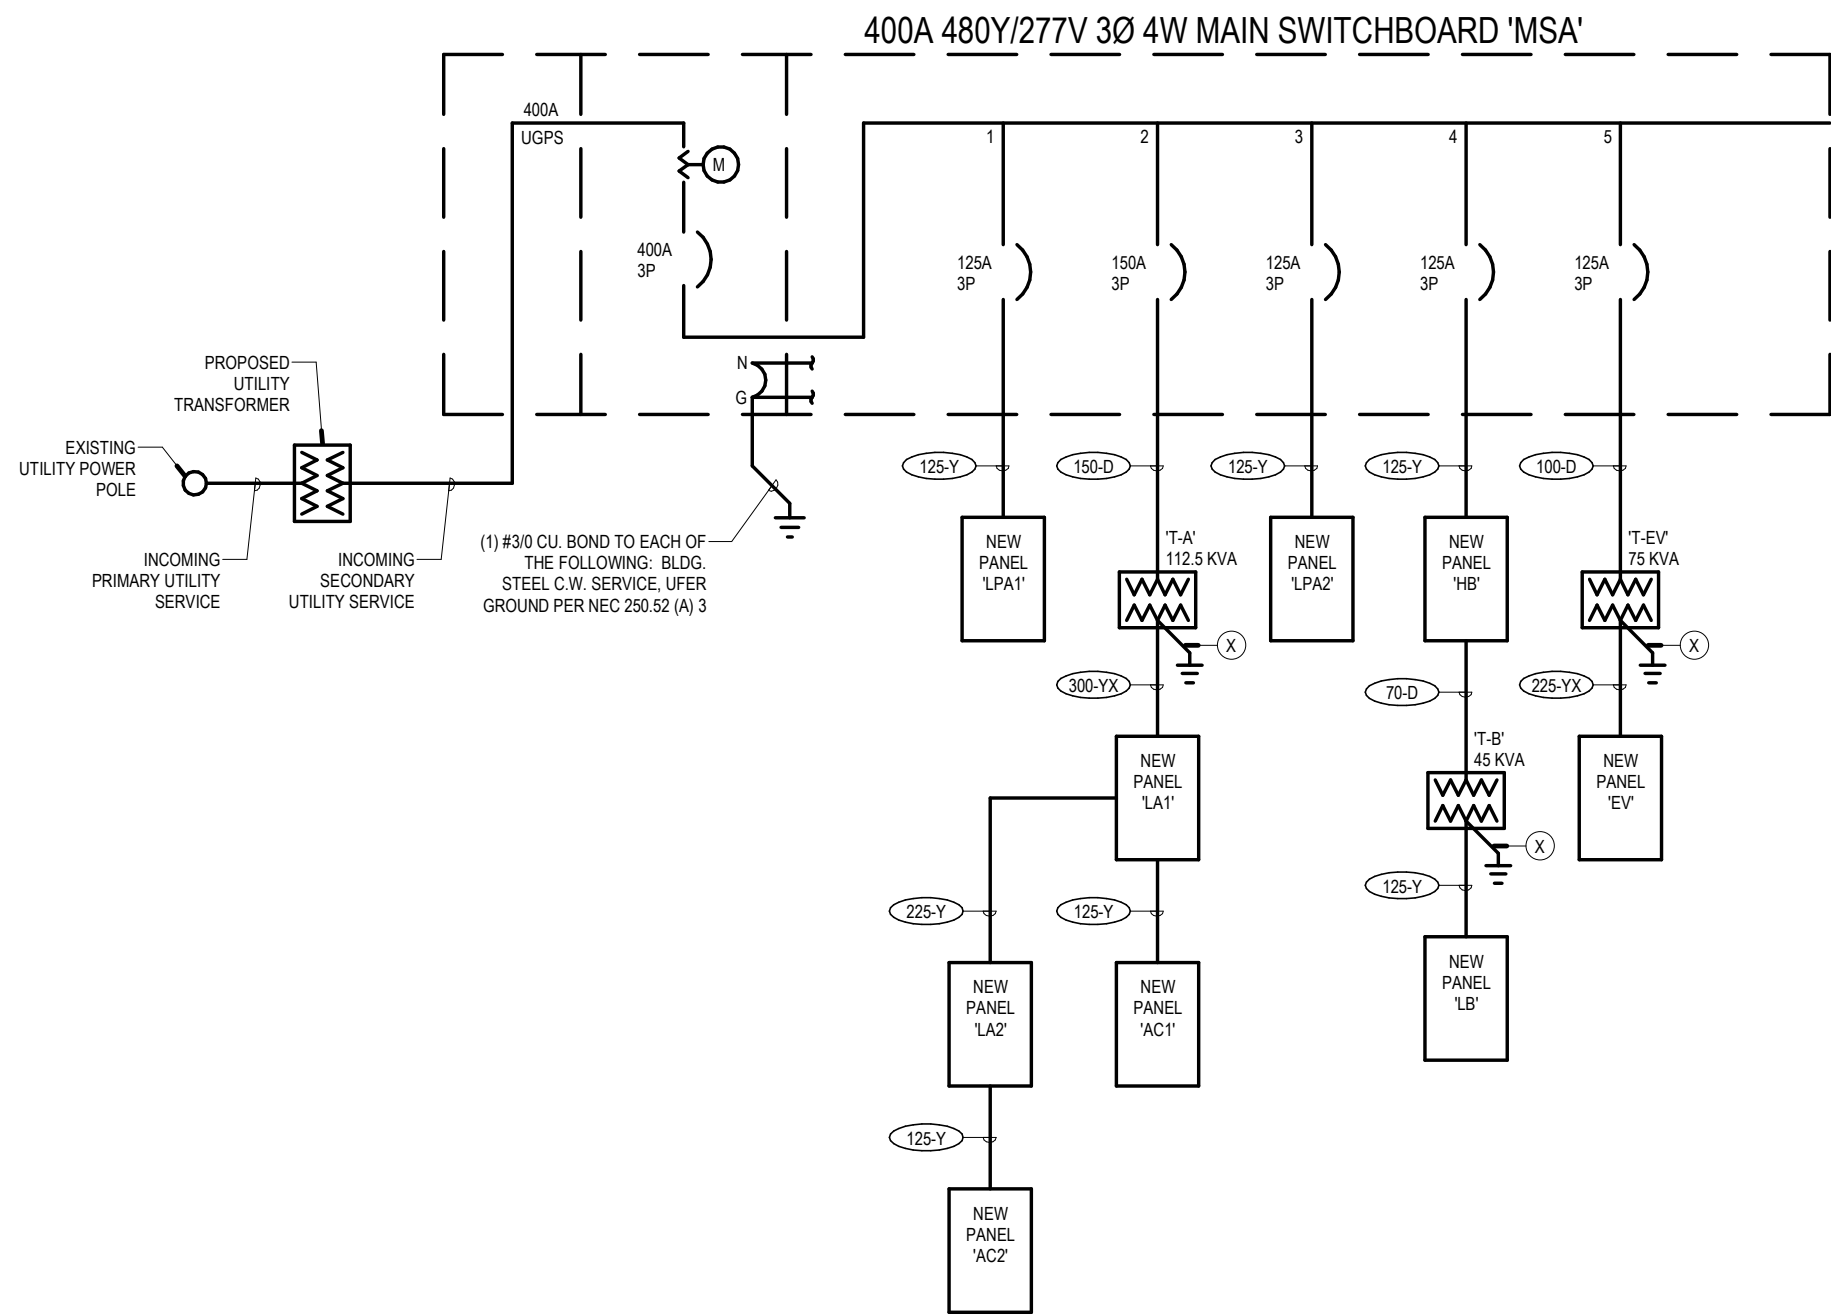 400A 480Y/277V 3Ø 4W MAIN SWITCHBOARD 'MSA'
400A
UGPS
M
400A
3P
N
G
1
2
3
4
5
125A
3P
150A
3P
125A
3P
125A
3P
125A
3P
PROPOSED
UTILITY
TRANSFORMER
EXISTING
UTILITY POWER
POLE
INCOMING
PRIMARY UTILITY
SERVICE
INCOMING
SECONDARY
UTILITY SERVICE
(1) #3/0 CU. BOND TO EACH OF
THE FOLLOWING: BLDG.
STEEL C.W. SERVICE, UFER
GROUND PER NEC 250.52 (A) 3
125-Y
150-D
125-Y
125-Y
100-D
NEW
PANEL
'LPA1'
'T-A'
112.5 KVA
X
NEW
PANEL
'LPA2'
NEW
PANEL
'HB'
'T-EV'
75 KVA
X
300-YX
70-D
225-YX
NEW
PANEL
'LA1'
'T-B'
45 KVA
X
NEW
PANEL
'EV'
225-Y
125-Y
125-Y
NEW
PANEL
'LA2'
NEW
PANEL
'AC1'
NEW
PANEL
'LB'
125-Y
NEW
PANEL
'AC2'